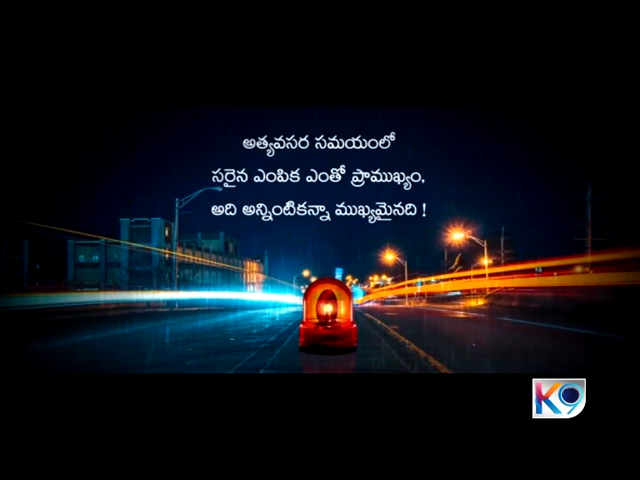 అత్యవసర సమయంలో
సరైన ఎంపిక ఎంతో ప్రాముఖ్యం,
అది అన్నింటికన్నా ముఖ్యమైనది !
K9